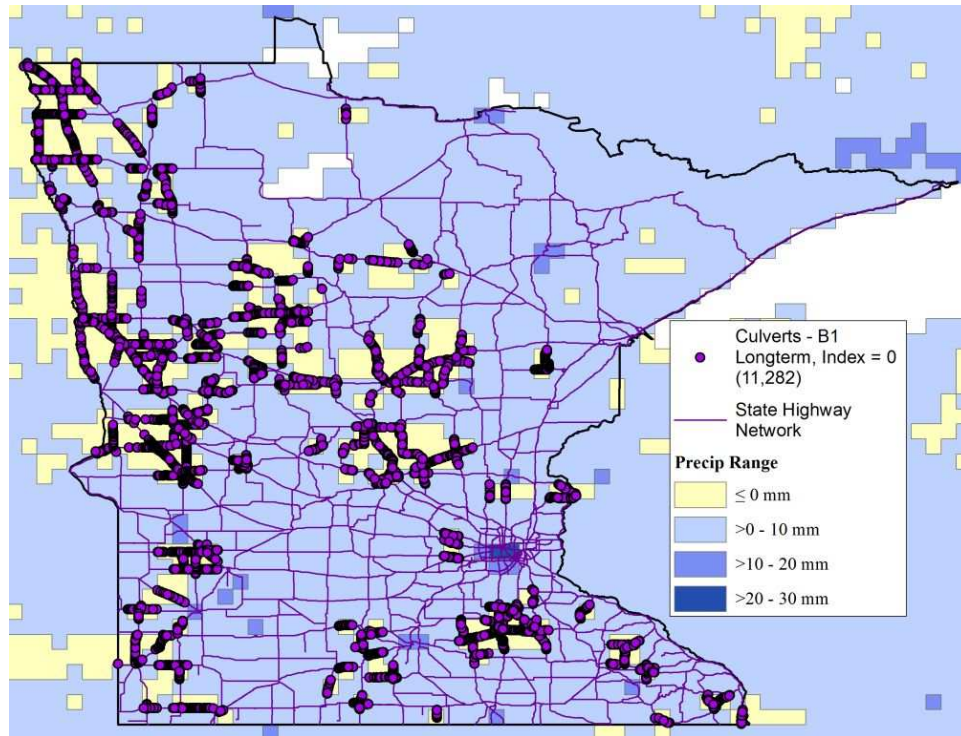 Culverts - B1
Longterm, Index = 0
(11,282)
State Highway
Network
Precip Range
≤ 0 mm
>0 - 10 mm
>10 - 20 mm
>20 - 30 mm